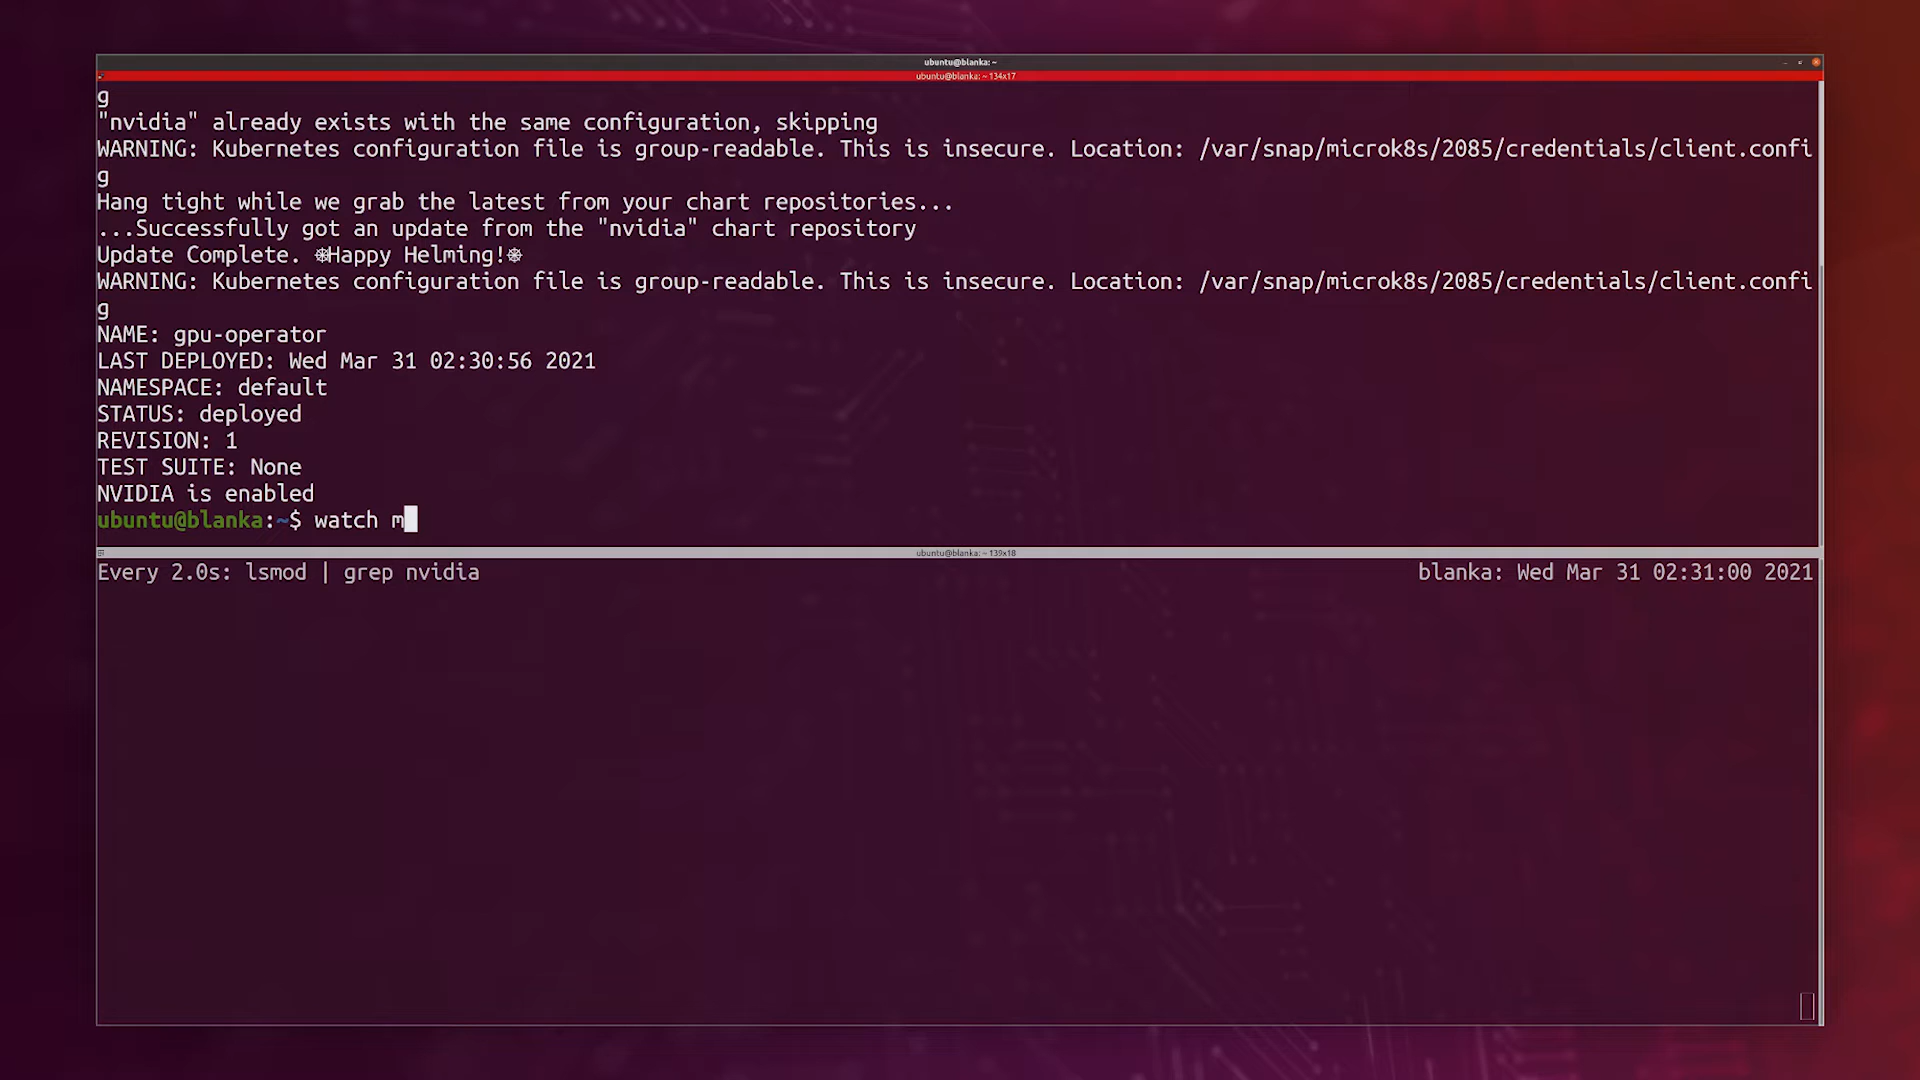 ubuntu@blanka: ~
ubuntu@blanka: ~ 134x17
g
"nvidia" already exists with the same configuration, skipping
WARNING: Kubernetes configuration file is group-readable. This is insecure. Location: /var/snap/microk8s/2085/credentials/client.confi
g
Hang tight while we grab the latest from your chart repositories...
...Successfully got an update from the "nvidia" chart repository
Update Complete. ⎈Happy Helming!⎈
WARNING: Kubernetes configuration file is group-readable. This is insecure. Location: /var/snap/microk8s/2085/credentials/client.confi
g
NAME: gpu-operator
LAST DEPLOYED: Wed Mar 31 02:30:56 2021
NAMESPACE: default
STATUS: deployed
REVISION: 1
TEST SUITE: None
NVIDIA is enabled
ubuntu@blanka:~$ watch m
ubuntu@blanka: ~ 139x18
Every 2.0s: lsmod | grep nvidia blanka: Wed Mar 31 02:31:00 2021